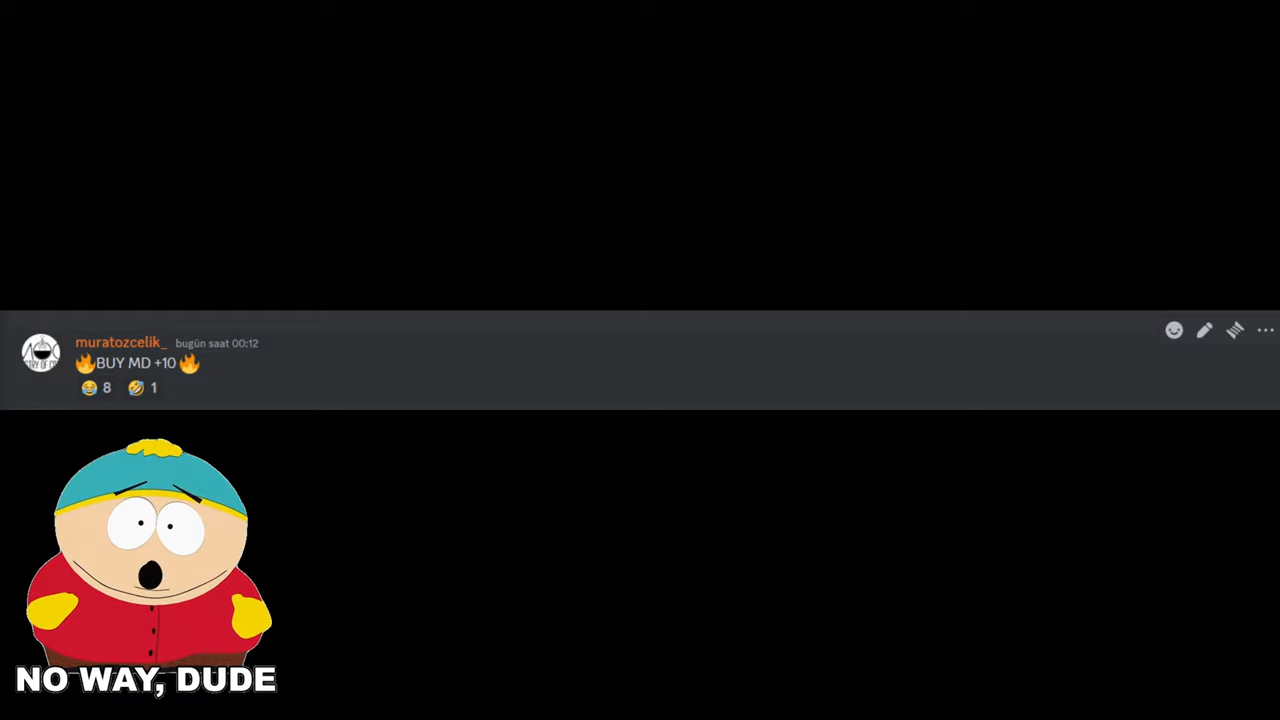 muratozcelik_ bugün saat 00:12
🔥BUY MD +10 🔥
😂 8 🤣 1
NO WAY, DUDE